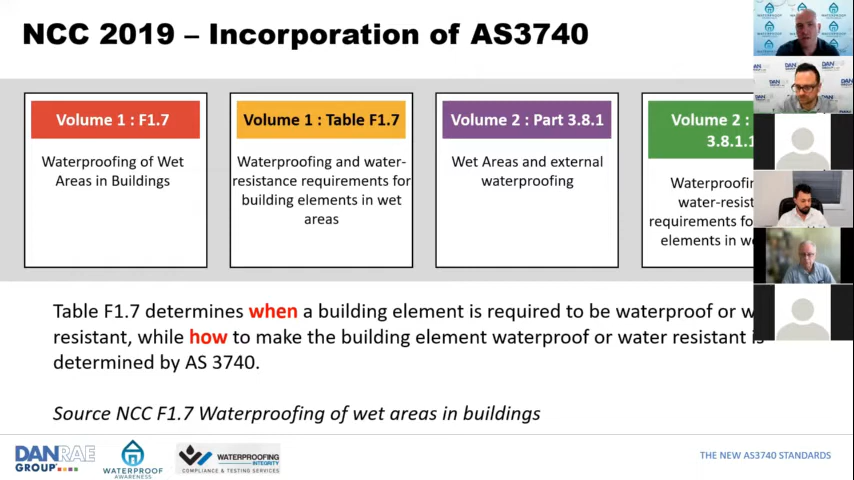 NCC 2019 – Incorporation of AS3740
Volume 1 : F1.7
Waterproofing of Wet
Areas in Buildings
Volume 1 : Table F1.7
Waterproofing and water-
resistance requirements for
building elements in wet
areas
Volume 2 : Part 3.8.1
Wet Areas and external
waterproofing
Volume 2 :
3.8.1.1
water-resist
requirements fo
elements in we
Table F1.7 determines when a building element is required to be waterproof or w
resistant, while how to make the building element waterproof or water resistant is
determined by AS 3740.
Source NCC F1.7 Waterproofing of wet areas in buildings
DANRAE
GROUP
WATERPROOF
AWARENESS
WATERPROOFING
INTEGRITY
COMPLIANCE & TESTING SERVICES
THE NEW AS3740 STANDARDS